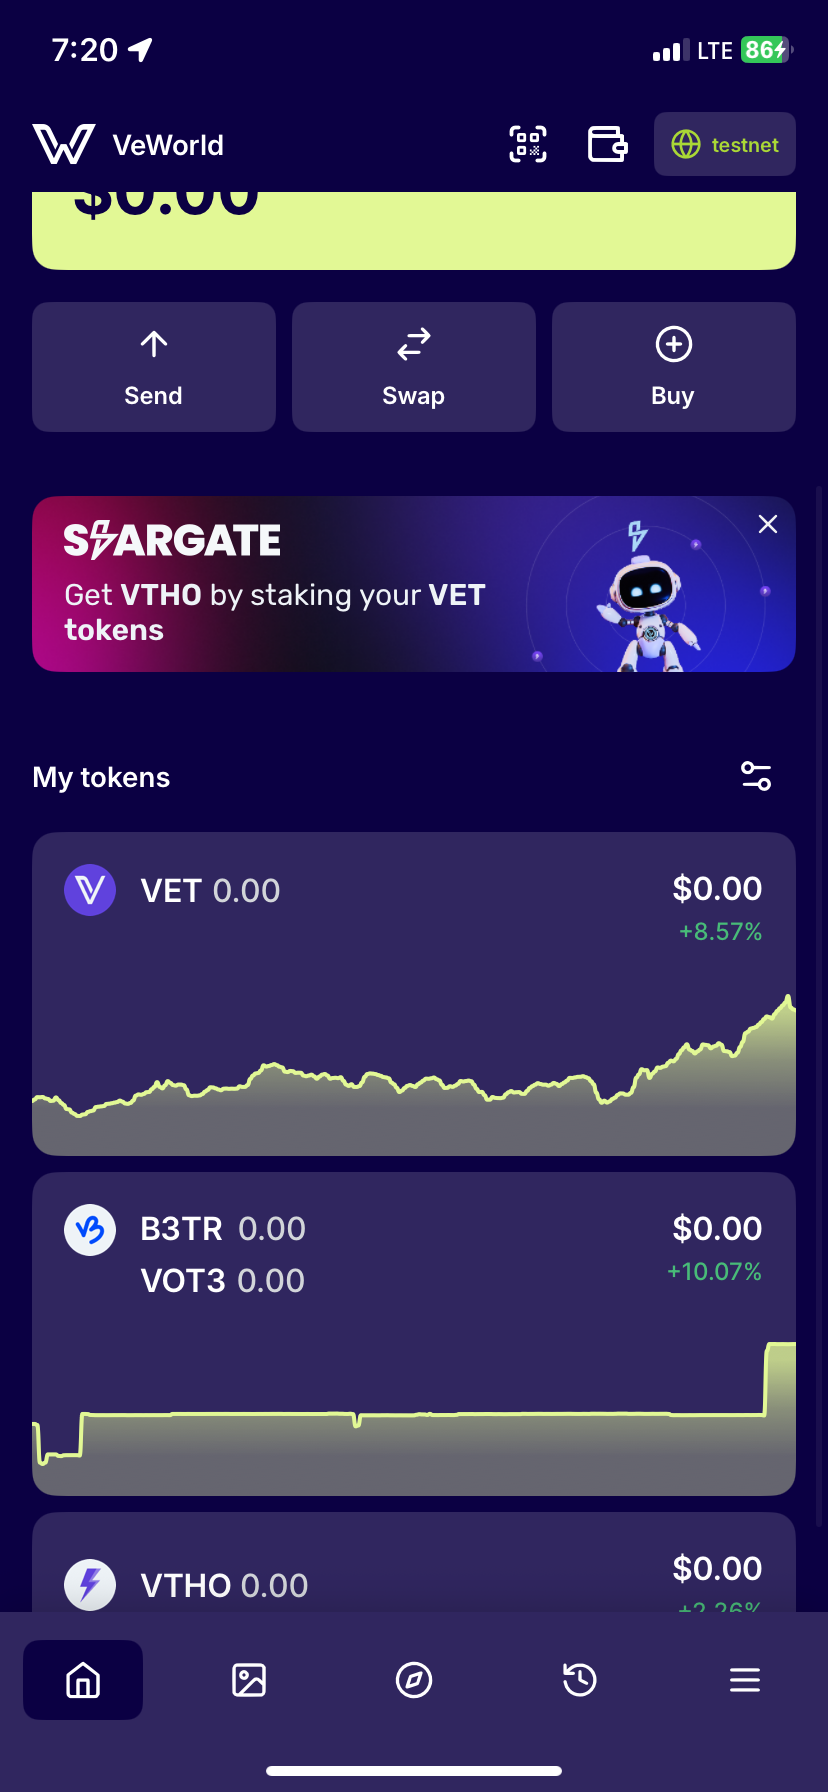 7:20
LTE 86
VeWorld
testnet
$0.00
Send
Swap
Buy
STARGATE
Get VTHO by staking your VET
tokens
My tokens
VET 0.00
$0.00
+8.57%
B3TR 0.00
$0.00
VOT3 0.00
+10.07%
VTHO 0.00
$0.00
+2.26%